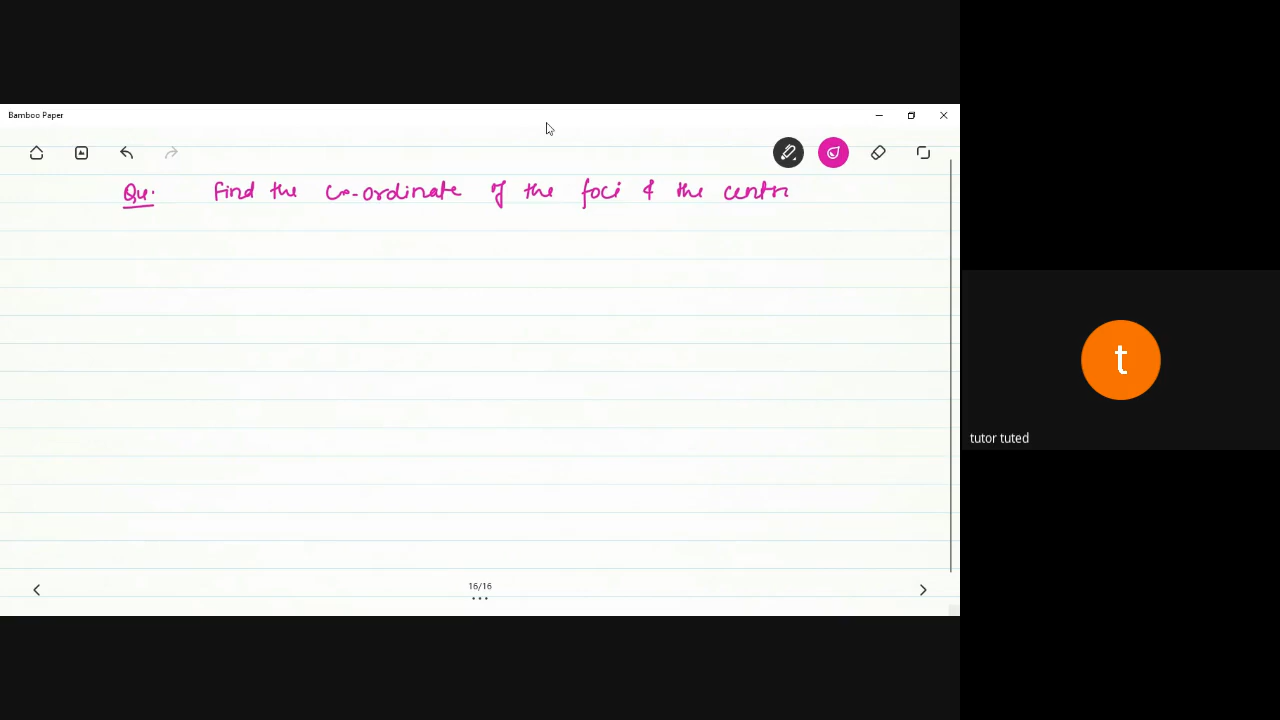 Bamboo Paper
Qu. Find the co-ordinate of the foci & the centre
16/16
t
tutor tuted